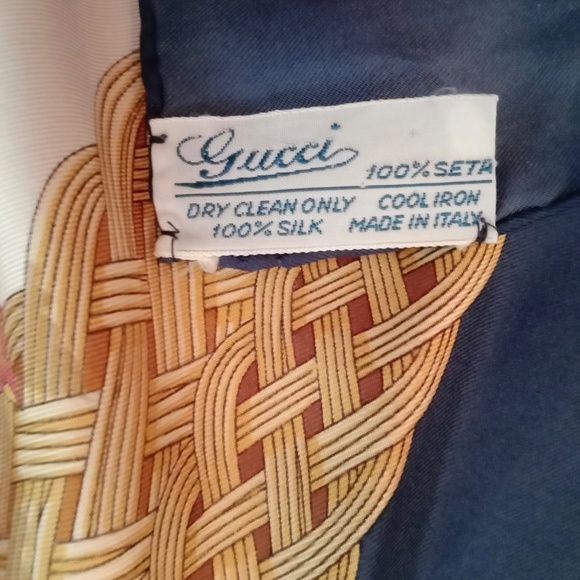 Gucci
100% SETA
DRY CLEAN ONLY COOL IRON
100% SILK MADE IN ITALY